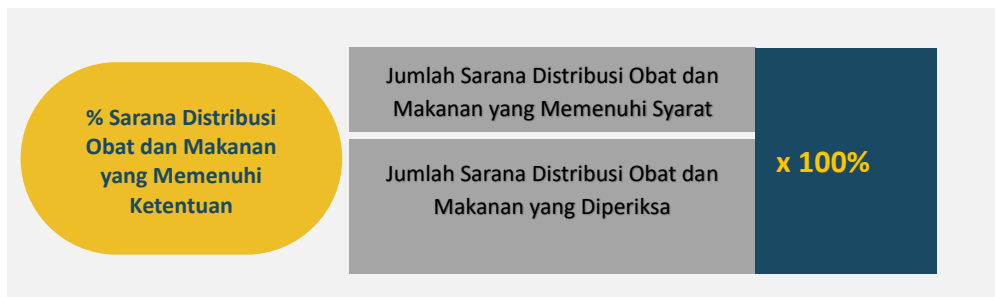 % Sarana Distribusi
Obat dan Makanan
yang Memenuhi
Ketentuan
Jumlah Sarana Distribusi Obat dan
Makanan yang Memenuhi Syarat
Jumlah Sarana Distribusi Obat dan
Makanan yang Diperiksa
x 100%